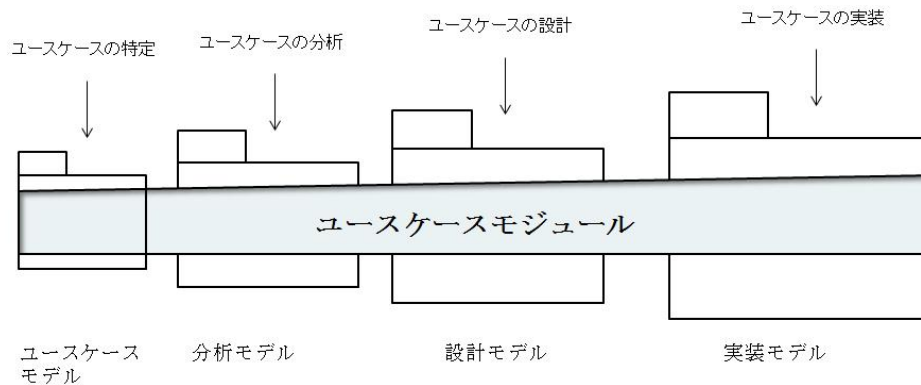 ユースケースの特定
ユースケースの分析
ユースケースの設計
ユースケースの実装
ユースケースモジュール
ユースケース
モデル
分析モデル
設計モデル
実装モデル